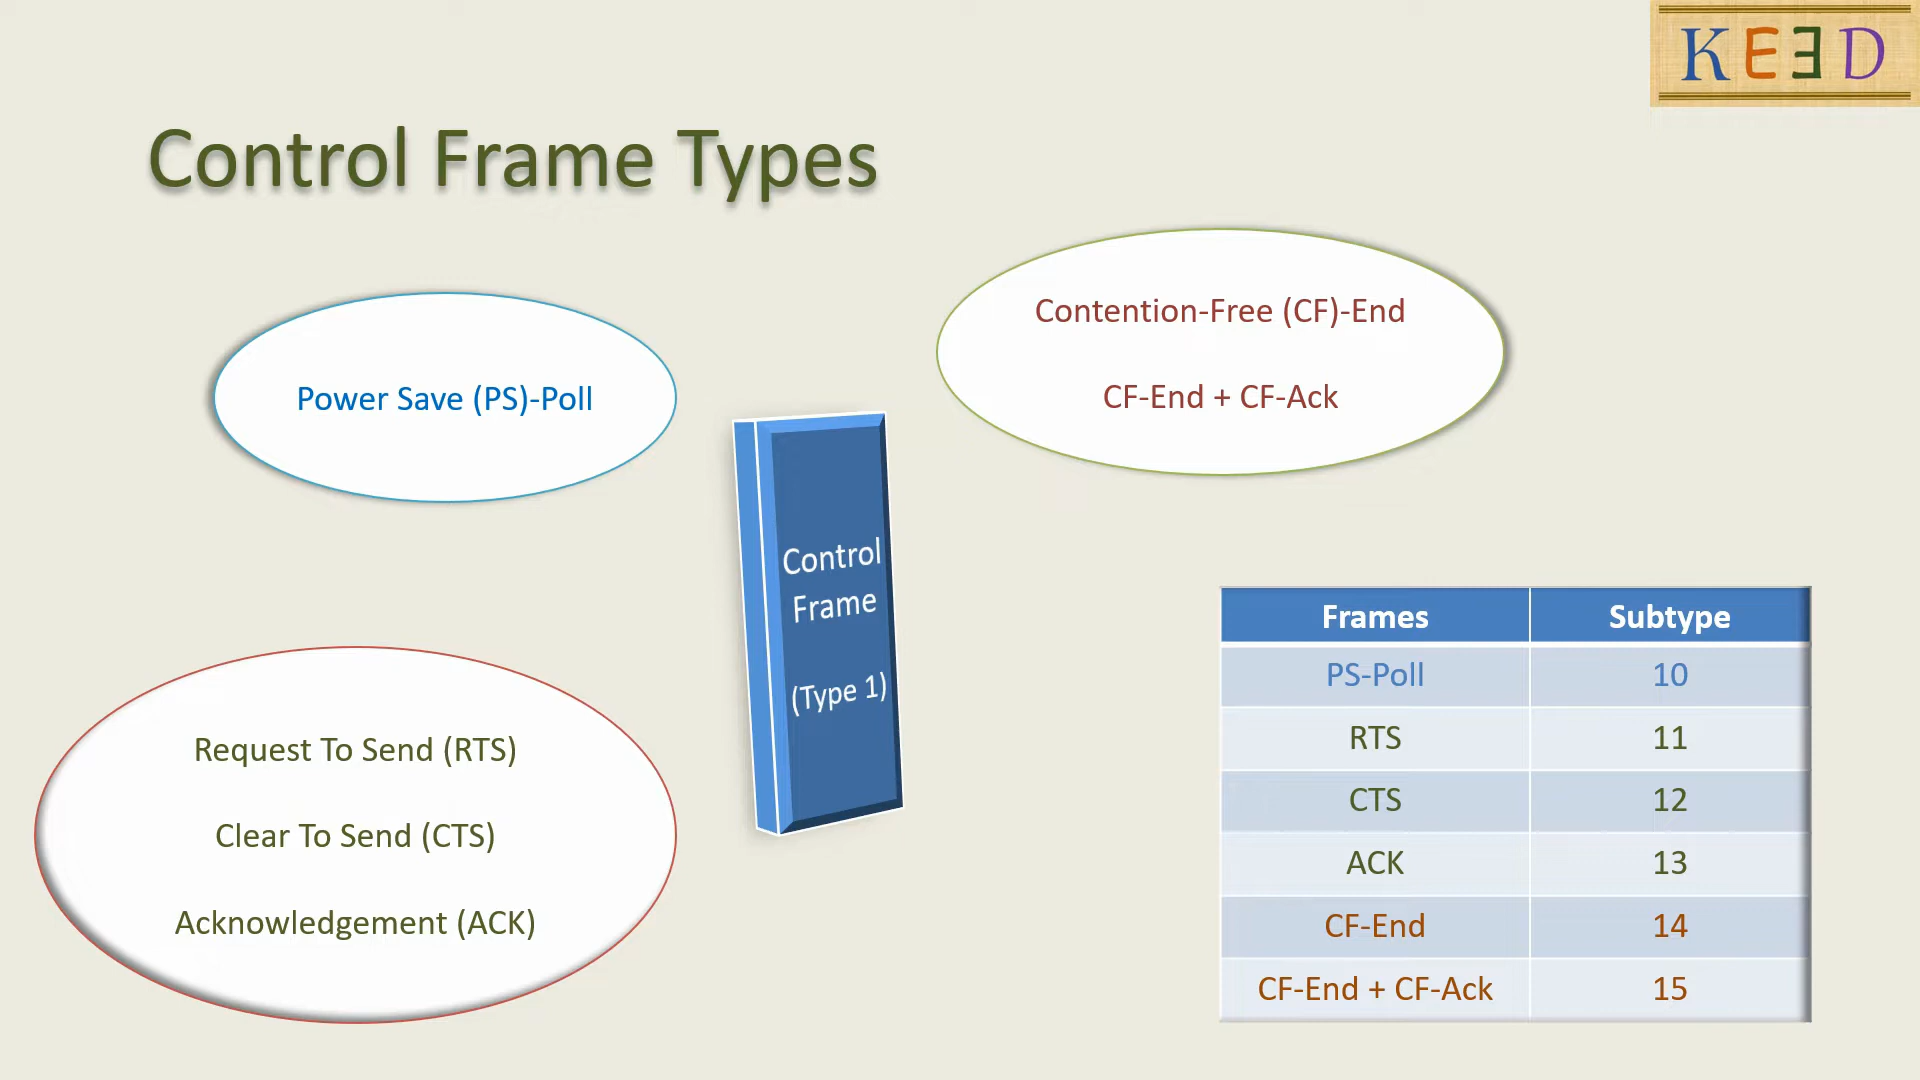 KEED
Control Frame Types
Power Save (PS)-Poll
Contention-Free (CF)-End
CF-End + CF-Ack
Control
Frame
(Type 1)
Request To Send (RTS)
Clear To Send (CTS)
Acknowledgement (ACK)
Frames Subtype
PS-Poll 10
RTS 11
CTS 12
ACK 13
CF-End 14
CF-End + CF-Ack 15